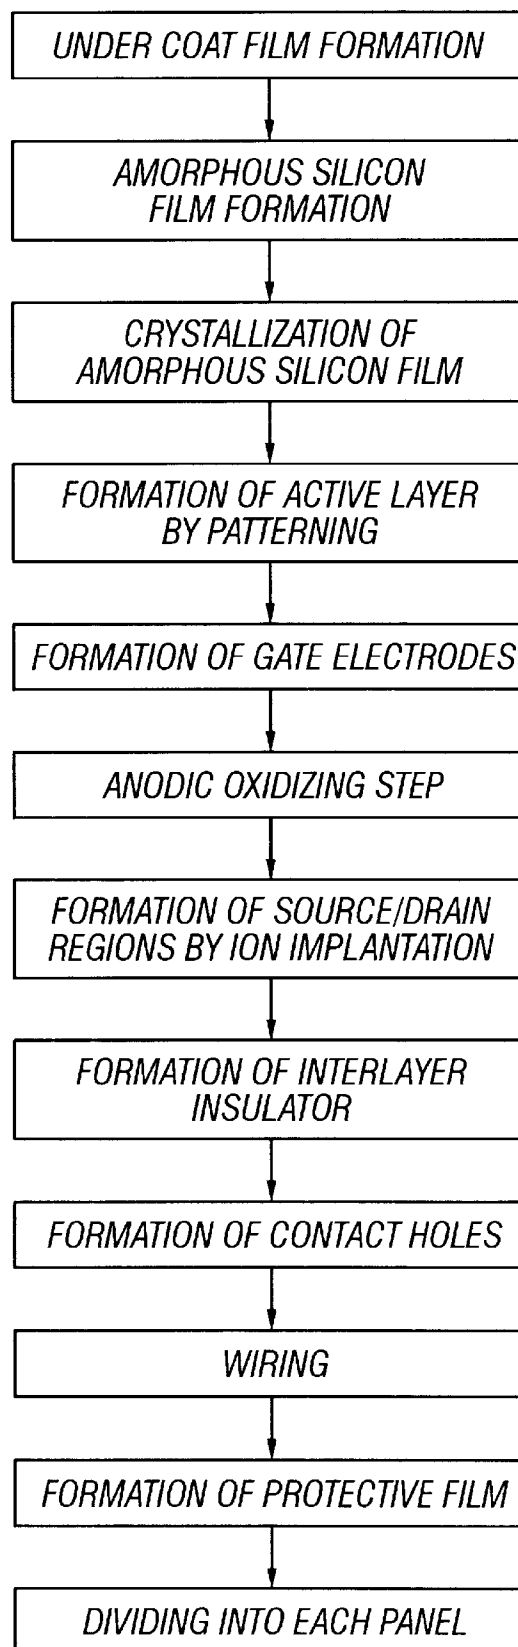 UNDER COAT FILM FORMATION
AMORPHOUS SILICON
FILM FORMATION
CRYSTALLIZATION OF
AMORPHOUS SILICON FILM
FORMATION OF ACTIVE LAYER
BY PATTERNING
FORMATION OF GATE ELECTRODES
ANODIC OXIDIZING STEP
FORMATION OF SOURCE/DRAIN
REGIONS BY ION IMPLANTATION
FORMATION OF INTERLAYER
INSULATOR
FORMATION OF CONTACT HOLES
WIRING
FORMATION OF PROTECTIVE FILM
DIVIDING INTO EACH PANEL